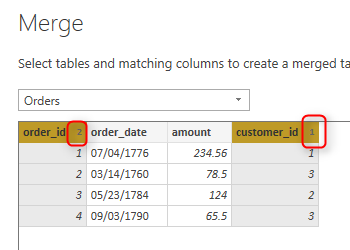 Merge
Select tables and matching columns to create a merged ta
Orders
order_id 2 order_date amount customer_id 1
1 07/04/1776 234.56 1
2 03/14/1760 78.5 3
3 05/23/1784 124 2
4 09/03/1790 65.5 3